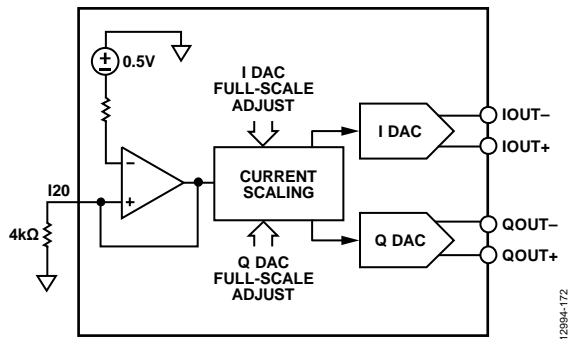 0.5V
I DAC
FULL-SCALE
ADJUST
I DAC
IOUT–
IOUT+
–
+
I20
4kΩ
CURRENT
SCALING
Q DAC
QOUT–
QOUT+
Q DAC
FULL-SCALE
ADJUST
12994-172